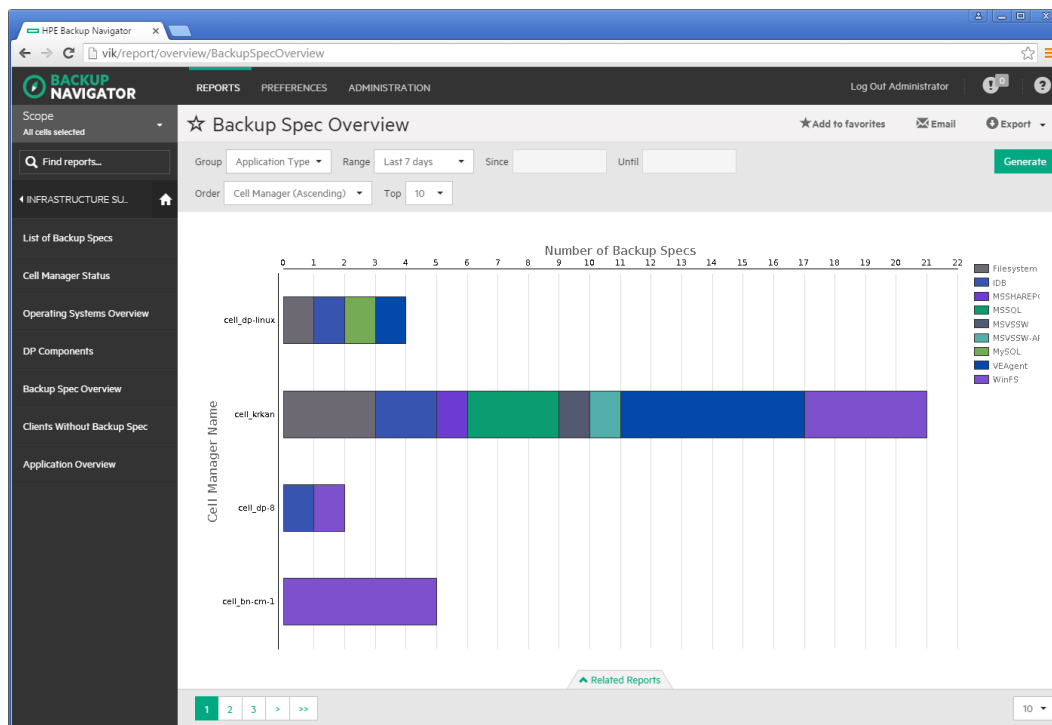 HPE Backup Navigator
vik/report/overview/BackupSpecOverview
BACKUP
NAVIGATOR
REPORTS PREFERENCES ADMINISTRATION
Log Out Administrator
0
?
Scope
All cells selected
Backup Spec Overview
Add to favorites Email Export
Find reports...
Group Application Type Range Last 7 days Since Until Generate
Order Cell Manager (Ascending) Top 10
INFRASTRUCTURE SU..
List of Backup Specs
Cell Manager Status
Operating Systems Overview
DP Components
Backup Spec Overview
Clients Without Backup Spec
Application Overview
Number of Backup Specs
0 1 2 3 4 5 6 7 8 9 10 11 12 13 14 15 16 17 18 19 20 21 22
Cell Manager Name
cell_dp-linux
cell_krkan
cell_dp-8
cell_bn-cm-1
Filesystem
IDB
MSSHAREPO
MSSQL
MSVSSW
MSVSSW-AP
MySQL
VEAgent
WinFS
Related Reports
1 2 3 > >>
10